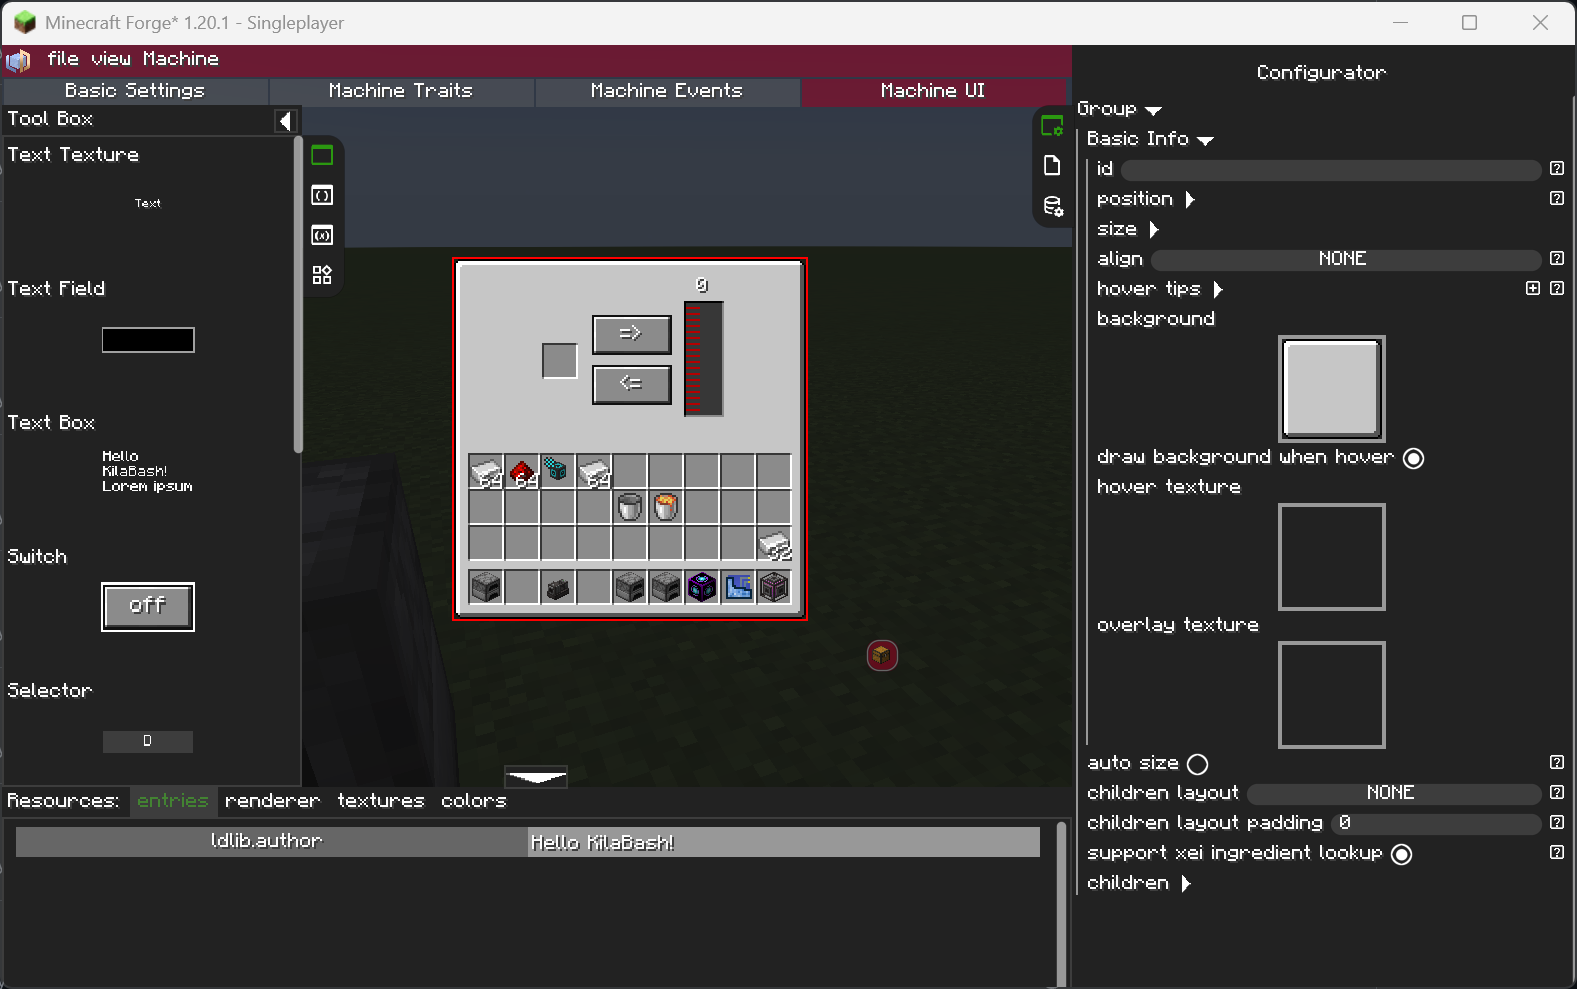 Minecraft Forge* 1.20.1 - Singleplayer
file view Machine
Basic Settings
Machine Traits
Machine Events
Machine UI
Tool Box
Text Texture
Text
Text Field
Text Box
Hello
KilaBash!
Lorem ipsum
Switch
off
Selector
D
0
=>
<=
64
64
64
32
Resources:
entries
renderer
textures
colors
ldlib.author
Hello KilaBash!
Configurator
Group
Basic Info
id
position
size
align
NONE
hover tips
background
draw background when hover
hover texture
overlay texture
auto size
children layout
NONE
children layout padding
0
support xei ingredient lookup
children